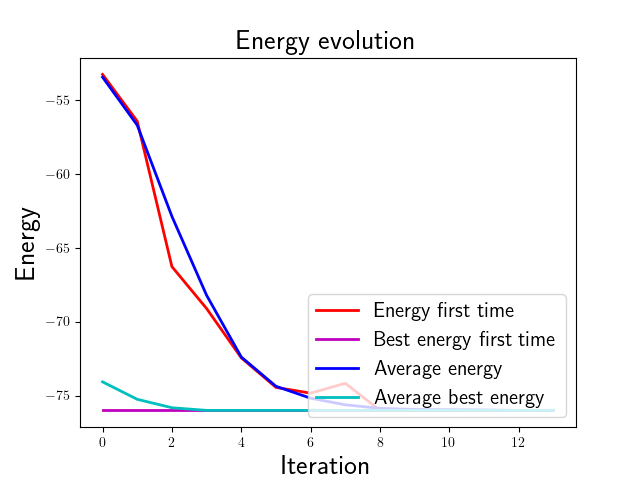 Energy evolution
Energy
−55
−60
−65
−70
−75
Energy first time
Best energy first time
Average energy
Average best energy
0 2 4 6 8 10 12
Iteration